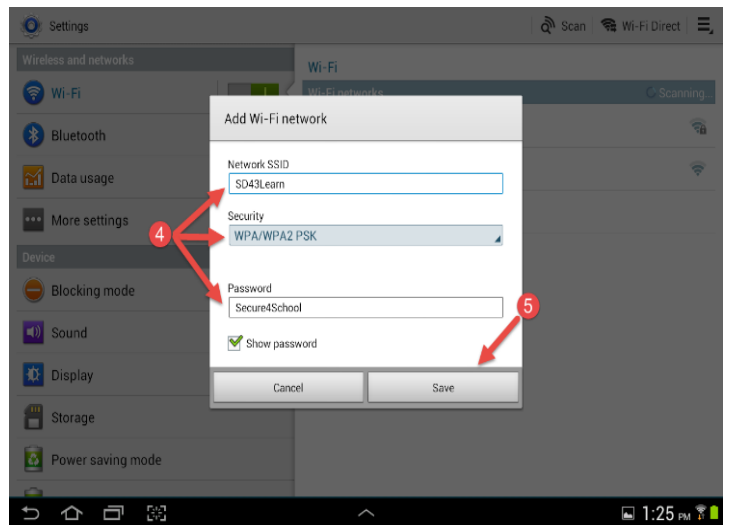 Settings
Scan
Wi-Fi Direct
Wireless and networks
Wi-Fi
Bluetooth
Data usage
More settings
Device
Blocking mode
Sound
Display
Storage
Power saving mode
Wi-Fi
Wi-Fi networks
Scanning...
Add Wi-Fi network
Network SSID
SD43Learn
Security
WPA/WPA2 PSK
4
Password
Secure4School
5
Show password
Cancel
Save
1:25 PM